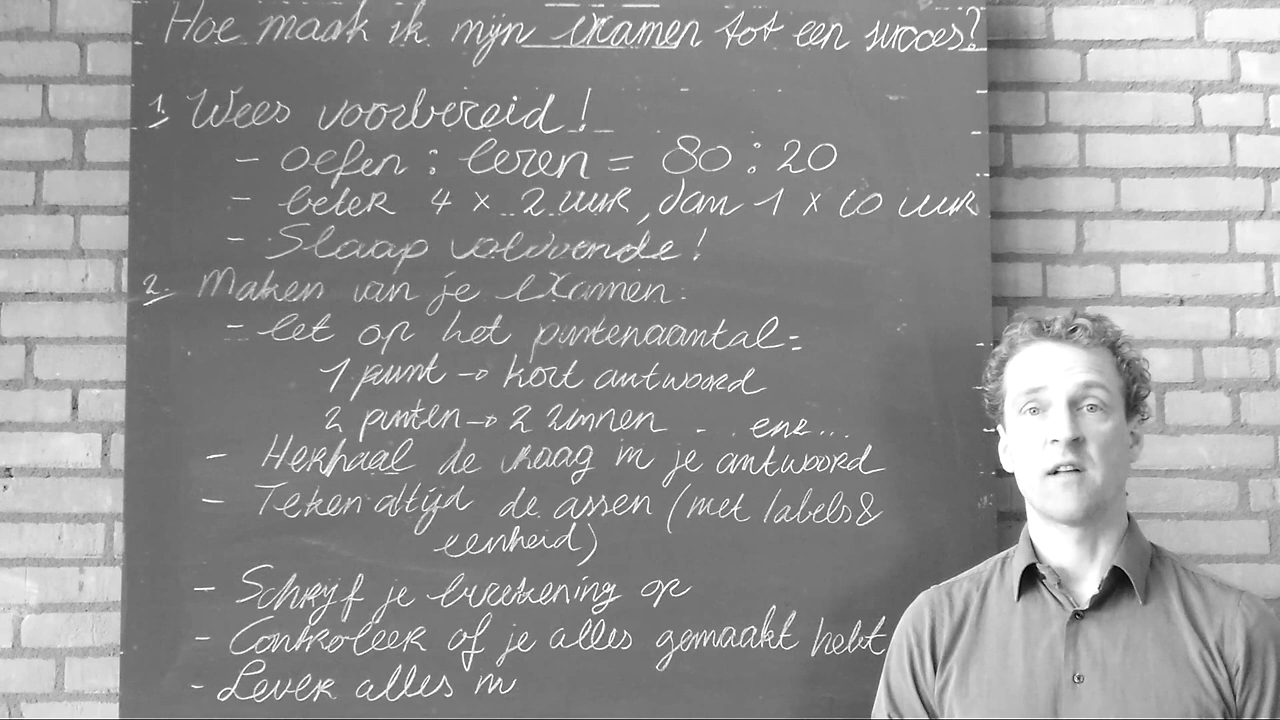 Hoe maak ik mijn examen tot een succes?
1. Wees voorbereid!
- oefen : leren = 80 : 20
- beter 4 x 2 uur, dan 1 x 10 uur
- Slaap voldoende!
2. Maken van je examen:
- let op het puntenaantal:
1 punt → kort antwoord
2 punten → 2 zinnen - . enz...
- Herhaal de vraag in je antwoord
- Teken altijd de assen (met labels &
eenheid)
- Schrijf je berekening op
- Controleer of je alles gemaakt hebt
- Lever alles in